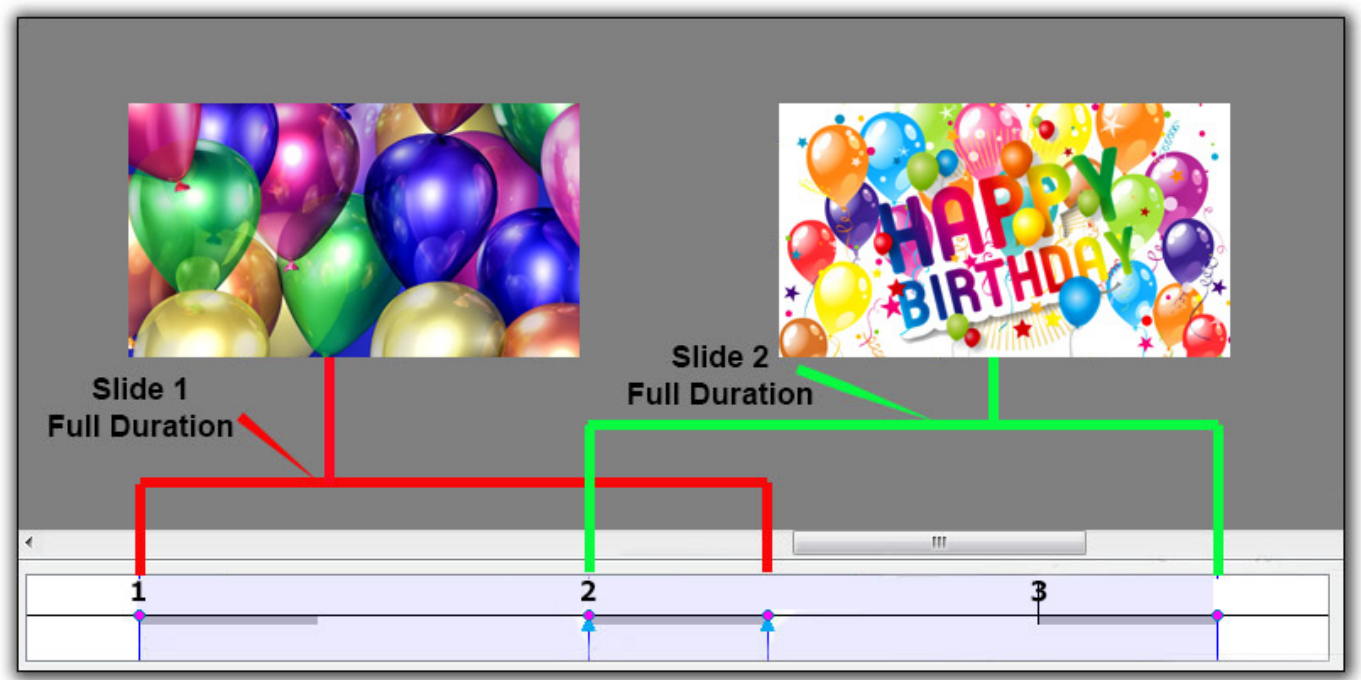 HAPPY
BIRTHDAY
Slide 1
Full Duration
Slide 2
Full Duration
1
2
3